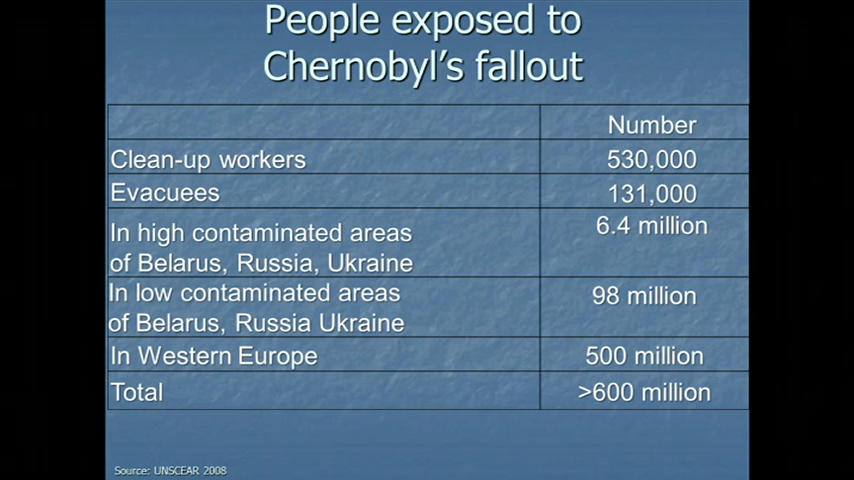 People exposed to
Chernobyl's fallout
Number
Clean-up workers 530,000
Evacuees 131,000
In high contaminated areas 6.4 million
of Belarus, Russia, Ukraine
In low contaminated areas 98 million
of Belarus, Russia Ukraine
In Western Europe 500 million
Total >600 million
Source: UNSCEAR 2008